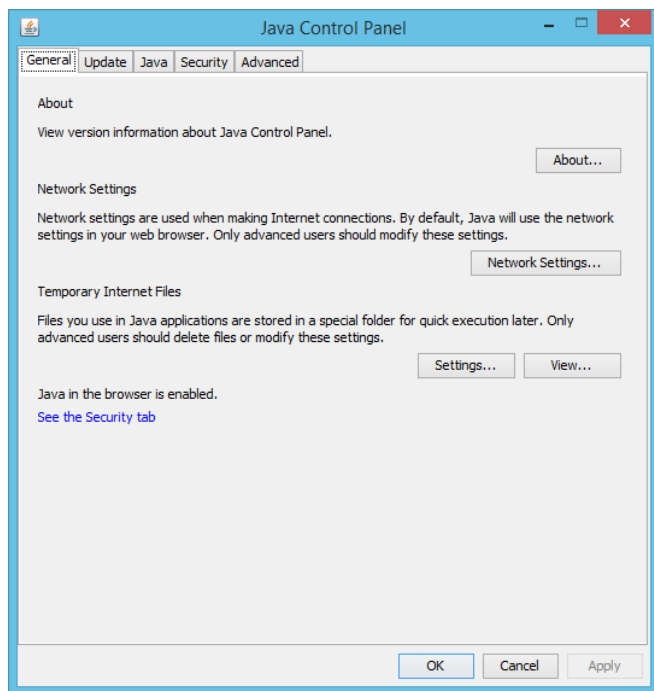 Java Control Panel
General Update Java Security Advanced
About
View version information about Java Control Panel.
About...
Network Settings
Network settings are used when making Internet connections. By default, Java will use the network
settings in your web browser. Only advanced users should modify these settings.
Network Settings...
Temporary Internet Files
Files you use in Java applications are stored in a special folder for quick execution later. Only
advanced users should delete files or modify these settings.
Settings... View...
Java in the browser is enabled.
See the Security tab
OK Cancel Apply